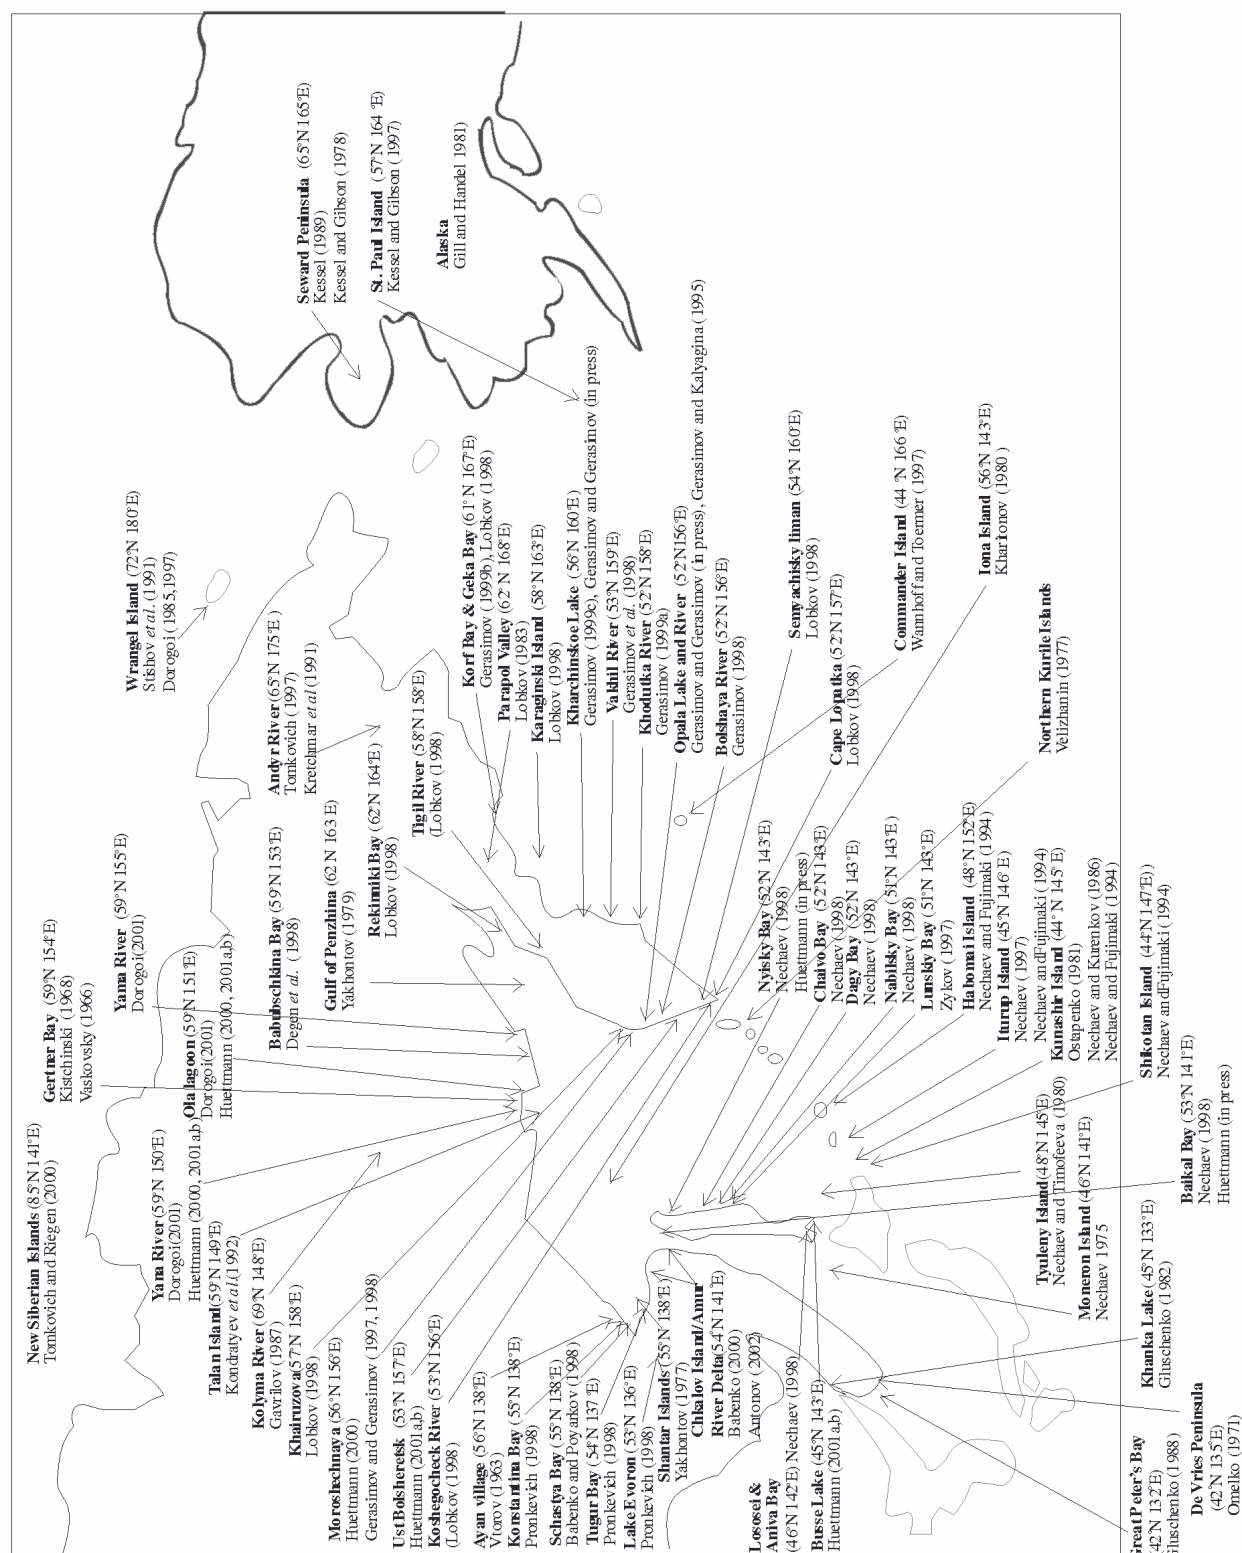 New Siberian Islands (85°N 141°E)
Tomkovich and Riegen (2000)
Gertner Bay (59°N 154°E)
Kistchinski (1968)
Vaskovsky (1966)
Yama River (59°N 155°E)
Dorogoi(2001)
Wrangel Island (72°N 180°E)
Stishov et al. (1991)
Dorogoi (1985,1997)
Yana River (59°N 150°E)
Dorogoi(2001)
Huettmann (2000, 2001a,b)
Ola lagoon (59°N 151°E)
Dorogoi(2001)
Huettmann (2000, 2001a,b)
Talan Island(59°N 149°E)
Kondratyev et al.(1992)
Kolyma River (69°N 148°E)
Gavrilov (1987)
Babubschkina Bay (59°N 153°E)
Degen et al. (1998)
Andyr River (65°N 175°E)
Tomkovich (1997)
Kretchmar et al (1991)
Khairuzova(57°N 158°E)
Lobkov (1998)
Seward Peninsula (65°N 165°E)
Kessel (1989)
Kessel and Gibson (1978)
Gulf of Penzhina (62°N 163°E)
Yakhontov (1979)
Moroshechnaya (56°N 156°E)
Huettmann (2000)
Gerasimov and Gerasimov (1997, 1998)
Rekinniki Bay (62°N 164°E)
Lobkov (1998)
St. Paul Island (57°N 164°E)
Kessel and Gibson (1997)
Ust Bolsheretsk (53°N 157°E)
Huettmann (2001a,b)
Tigil River (58°N 158°E)
(Lobkov (1998)
Koshegocheck River (53°N 156°E)
(Lobkov (1998)
Alaska
Gill and Handel 1981)
Korf Bay & Geka Bay (61°N 167°E)
Gerasimov (1999b), Lobkov (1998)
Ayan village (56°N 138°E)
Vtorov (1963)
Parapol Valley (62°N 168°E)
Lobkov (1983)
Konstantina Bay (55°N 138°E)
Pronkevich (1998)
Karaginski Island (58°N 163°E)
Lobkov (1998)
Schastya Bay (55°N 138°E)
Babenko and Poyarkov (1998)
Kharchinskoe Lake (56°N 160°E)
Gerasimov (1999c), Gerasimov and Gerasimov (in press)
Tugur Bay (54°N 137°E)
Pronkevich (1998)
Vakhil River (53°N 159°E)
Gerasimov et al. (1998)
Lake Evoron (53°N 136°E)
Pronkevich (1998)
Khodutka River (52°N 158°E)
Gerasimov (1999a)
Shantar Islands (55°N 138°E)
Yakhontov (1977)
Opala Lake and River (52°N156°E)
Gerasimov and Gerasimov (in press), Gerasimov and Kalyagina (1995)
Chkalov Island/Amur
River Delta(54°N 141°E)
Babenko (2000)
Antonov (2002)
Bolshaya River (52°N 156°E)
Gerasimov (1998)
Lososei &
Aniva Bay
(46°N 142°E) Nechaev (1998)
Nyisky Bay (52°N 143°E)
Nechaev (1998)
Huettmann (in press)
Semyachisky liman (54°N 160°E)
Lobkov (1998)
Busse Lake (45°N 143°E)
Huettmann (2001a,b)
Chaivo Bay (52°N 143°E)
Nechaev (1998)
Cape Lopatka (52°N 157°E)
Lobkov (1998)
Dagy Bay (52°N 143°E)
Nechaev (1998)
Nabilsky Bay (51°N 143°E)
Nechaev (1998)
Commander Island (44°N 166°E)
Wannhoff and Toermer (1997)
Lunskiy Bay (51°N 143°E)
Zykov (1997)
Habomai Island (48°N 152°E)
Nechaev and Fujimaki (1994)
Iona Island (56°N 143°E)
Kharitonov (1980)
Iturup Island (45°N 146°E)
Nechaev (1997)
Nechaev andFujimaki (1994)
Northern Kurile Islands
Velizhanin (1977)
Kunashir Island (44°N 145°E)
Ostapenko (1981)
Nechaev and Kurenkov (1986)
Nechaev and Fujimaki (1994)
Tyuleny Island(48°N 145°E)
Nechaev and Timofeeva (1980)
Moneron Island (46°N 141°E)
Nechaev 1975
Shikotan Island (44°N 147°E))
Nechaev andFujimaki (1994)
Khanka Lake (45°N 133°E)
Gluschenko (1982)
Baikal Bay (53°N 141°E)
Nechaev (1998)
Huettmann (in press)
Great Peter's Bay
(42°N 132°E)
Gluschenko (1988)
De Vries Peninsula
(42°N 135°E)
Omelko (1971)